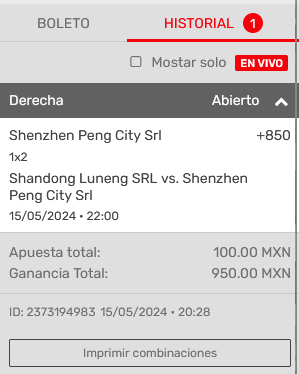 BOLETO
HISTORIAL 1
Mostar solo EN VIVO
Derecha Abierto
Shenzhen Peng City Srl +850
1x2
Shandong Luneng SRL vs. Shenzhen
Peng City Srl
15/05/2024 • 22:00
Apuesta total: 100.00 MXN
Ganancia Total: 950.00 MXN
ID: 2373194983 15/05/2024 • 20:28
Imprimir combinaciones